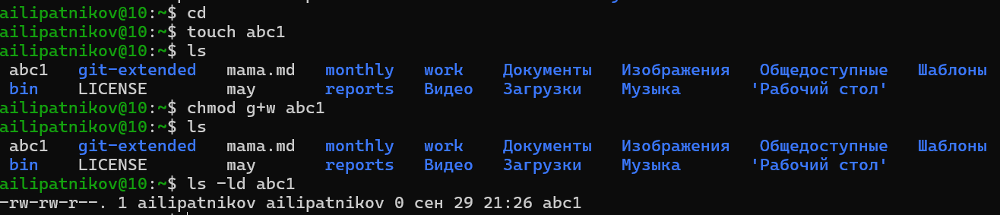 ailipatnikov@10:~$ cd
ailipatnikov@10:~$ touch abc1
ailipatnikov@10:~$ ls
abc1 git-extended mama.md monthly work Документы Изображения Общедоступные Шаблоны
bin LICENSE may reports Видео Загрузки Музыка 'Рабочий стол'
ailipatnikov@10:~$ chmod g+w abc1
ailipatnikov@10:~$ ls
abc1 git-extended mama.md monthly work Документы Изображения Общедоступные Шаблоны
bin LICENSE may reports Видео Загрузки Музыка 'Рабочий стол'
ailipatnikov@10:~$ ls -ld abc1
-rw-rw-r--. 1 ailipatnikov ailipatnikov 0 сен 29 21:26 abc1